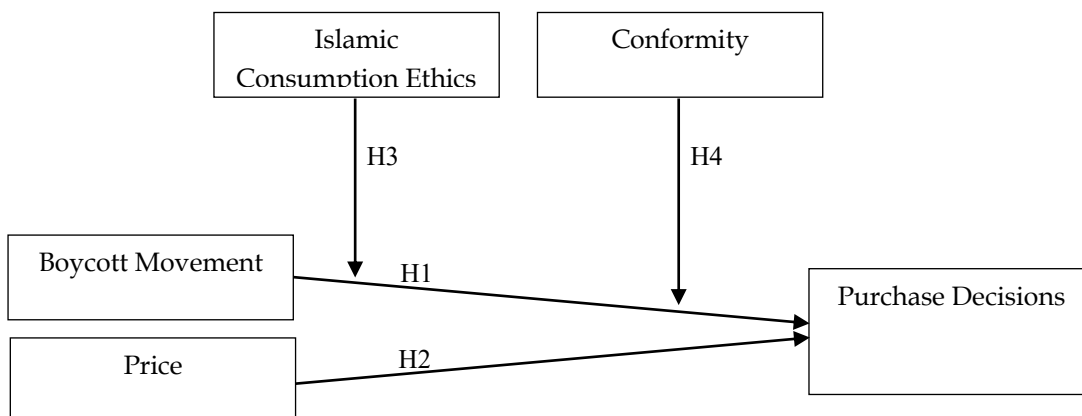 Islamic
Consumption Ethics
Conformity
H3
H4
Boycott Movement
H1
Purchase Decisions
Price
H2